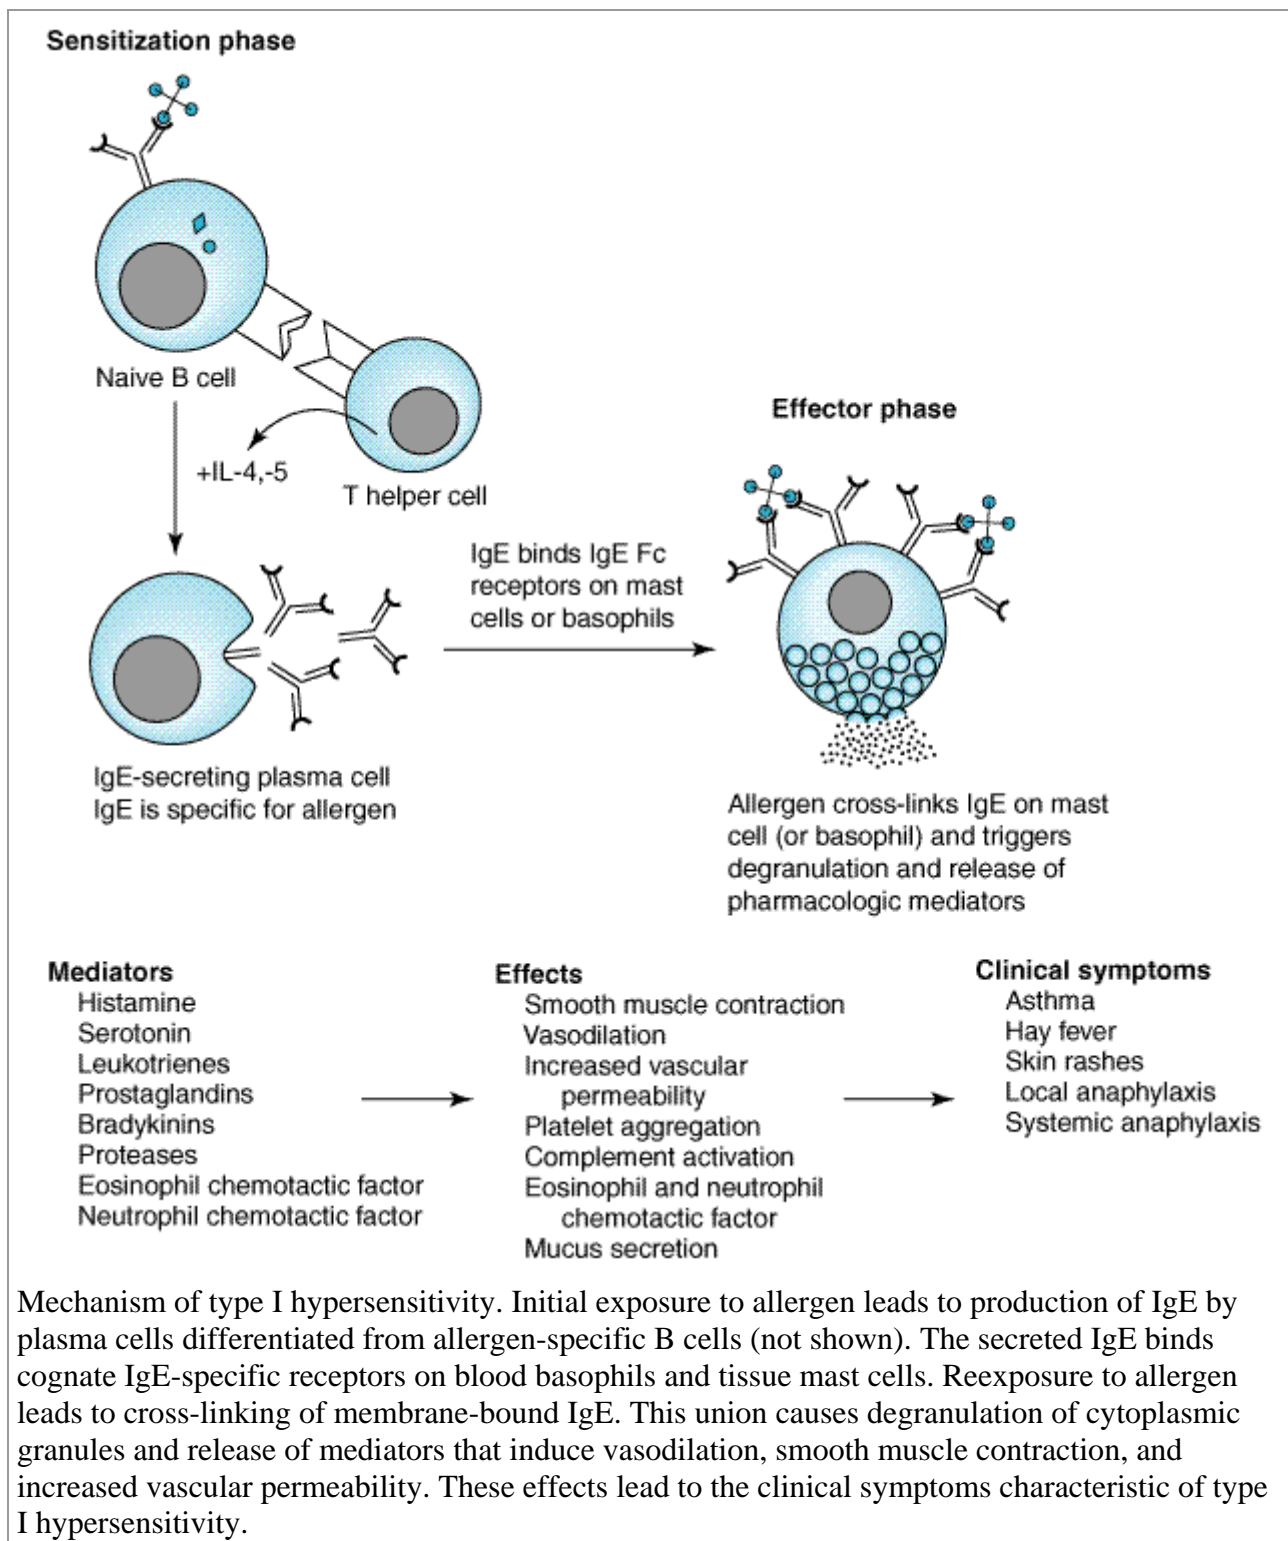 Sensitization phase
Naive B cell
+IL-4,-5
T helper cell
Effector phase
IgE binds IgE Fc
receptors on mast
cells or basophils
IgE-secreting plasma cell
IgE is specific for allergen
Allergen cross-links IgE on mast
cell (or basophil) and triggers
degranulation and release of
pharmacologic mediators
Mediators
Histamine
Serotonin
Leukotrienes
Prostaglandins
Bradykinins
Proteases
Eosinophil chemotactic factor
Neutrophil chemotactic factor
Effects
Smooth muscle contraction
Vasodilation
Increased vascular
permeability
Platelet aggregation
Complement activation
Eosinophil and neutrophil
chemotactic factor
Mucus secretion
Clinical symptoms
Asthma
Hay fever
Skin rashes
Local anaphylaxis
Systemic anaphylaxis
Mechanism of type I hypersensitivity. Initial exposure to allergen leads to production of IgE by
plasma cells differentiated from allergen-specific B cells (not shown). The secreted IgE binds
cognate IgE-specific receptors on blood basophils and tissue mast cells. Reexposure to allergen
leads to cross-linking of membrane-bound IgE. This union causes degranulation of cytoplasmic
granules and release of mediators that induce vasodilation, smooth muscle contraction, and
increased vascular permeability. These effects lead to the clinical symptoms characteristic of type
I hypersensitivity.